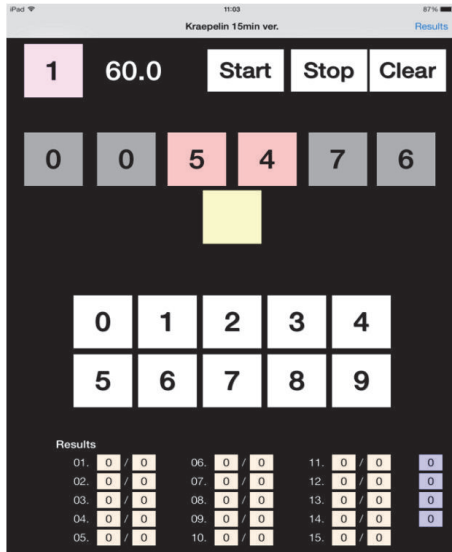 iPad 11:03 87%
Kraepelin 15min ver. Results
1 60.0 Start Stop Clear
0 0 5 4 7 6
0 1 2 3 4
5 6 7 8 9
Results
01. 0 / 0 06. 0 / 0 11. 0 / 0 0
02. 0 / 0 07. 0 / 0 12. 0 / 0 0
03. 0 / 0 08. 0 / 0 13. 0 / 0 0
04. 0 / 0 09. 0 / 0 14. 0 / 0 0
05. 0 / 0 10. 0 / 0 15. 0 / 0